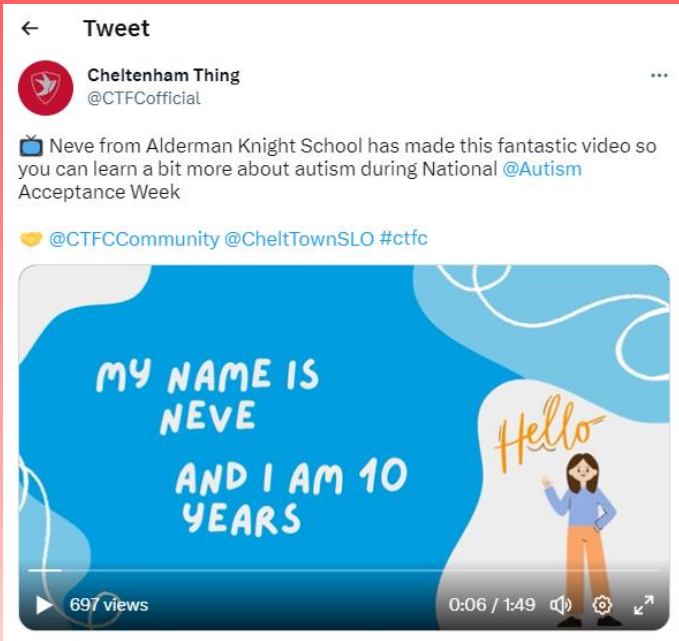 Tweet
Cheltenham Thing
@CTFCofficial
Neve from Alderman Knight School has made this fantastic video so
you can learn a bit more about autism during National @Autism
Acceptance Week
@CTFCCommunity @CheltTownSLO #ctfc
MY NAME IS
NEVE
AND I AM 10
YEARS
Hello
697 views
0:06 / 1:49